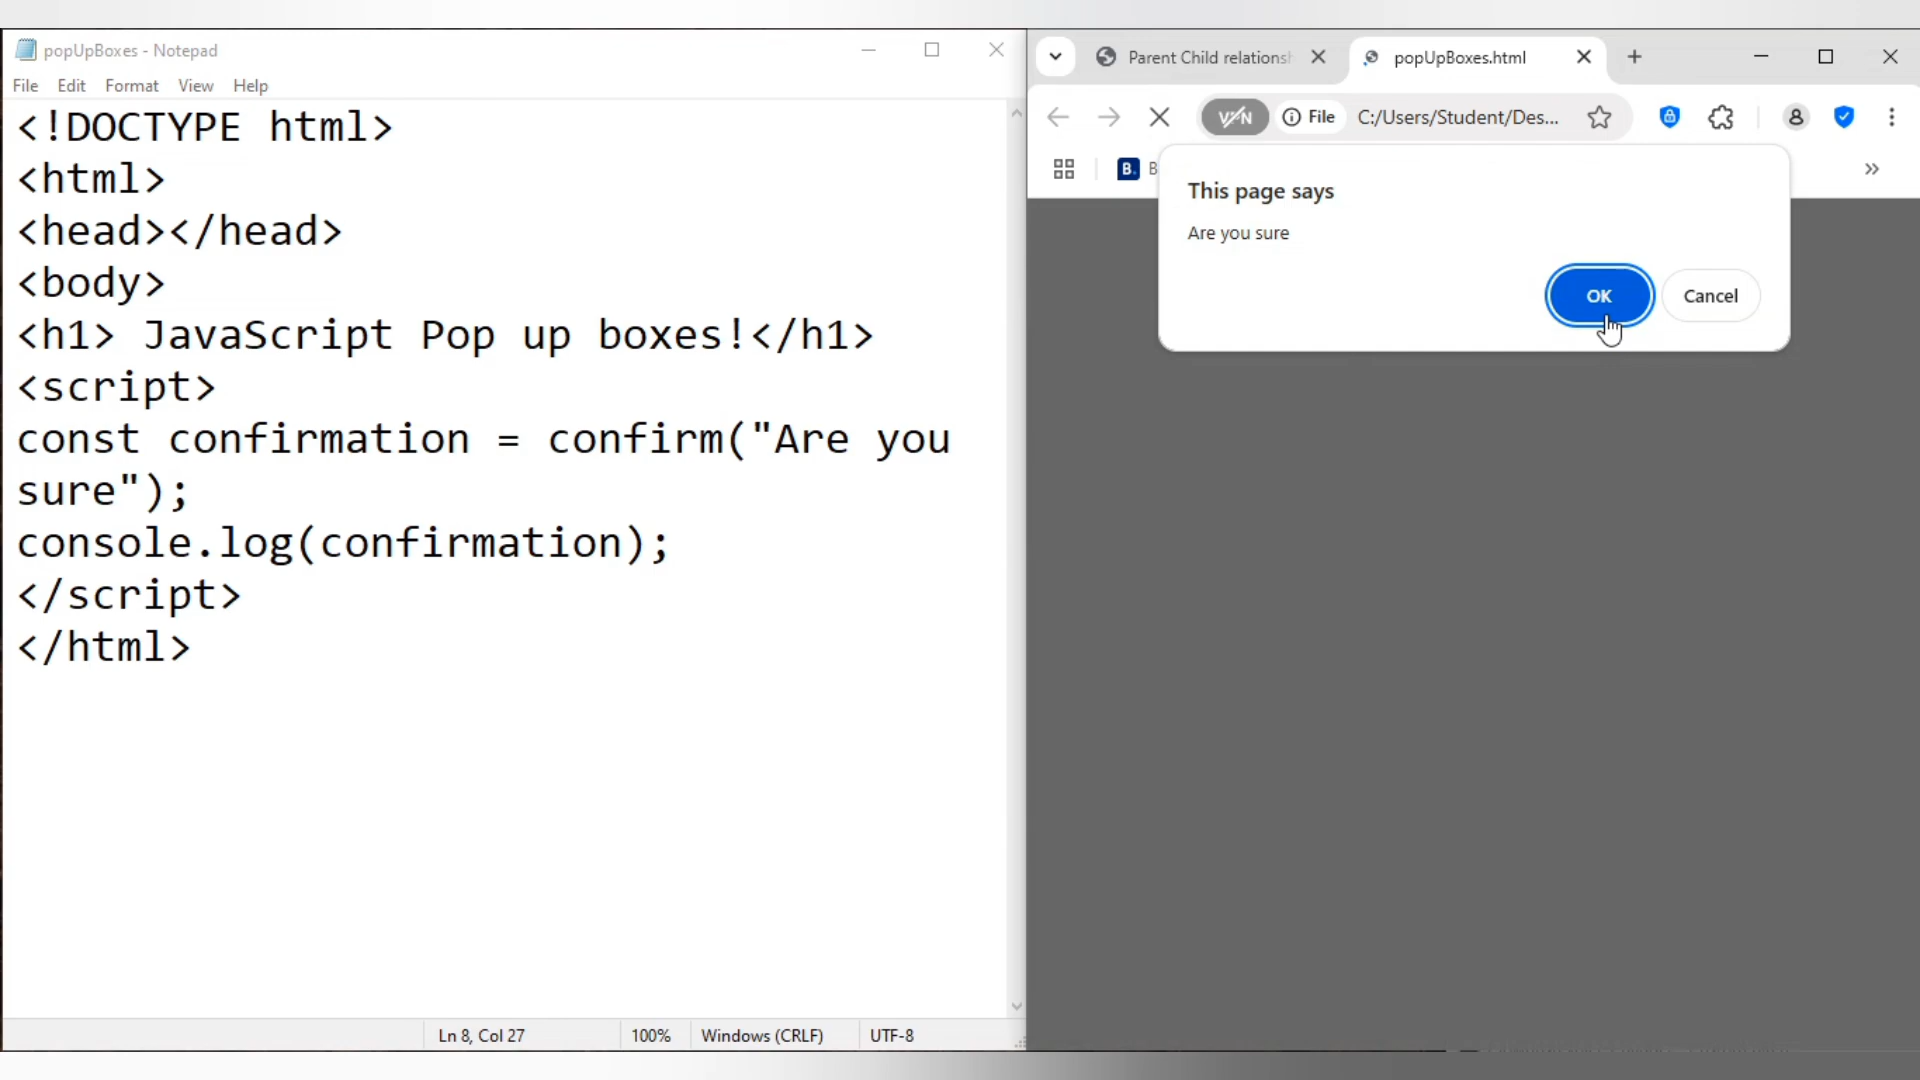 popUpBoxes - Notepad
File Edit Format View Help
<!DOCTYPE html>
<html>
<head></head>
<body>
<h1> JavaScript Pop up boxes!</h1>
<script>
const confirmation = confirm("Are you
sure");
console.log(confirmation);
</script>
</html>
Ln 8, Col 27 100% Windows (CRLF) UTF-8
Parent Child relations
popUpBoxes.html
VPN File C:/Users/Student/Des...
B. B
This page says
Are you sure
OK Cancel